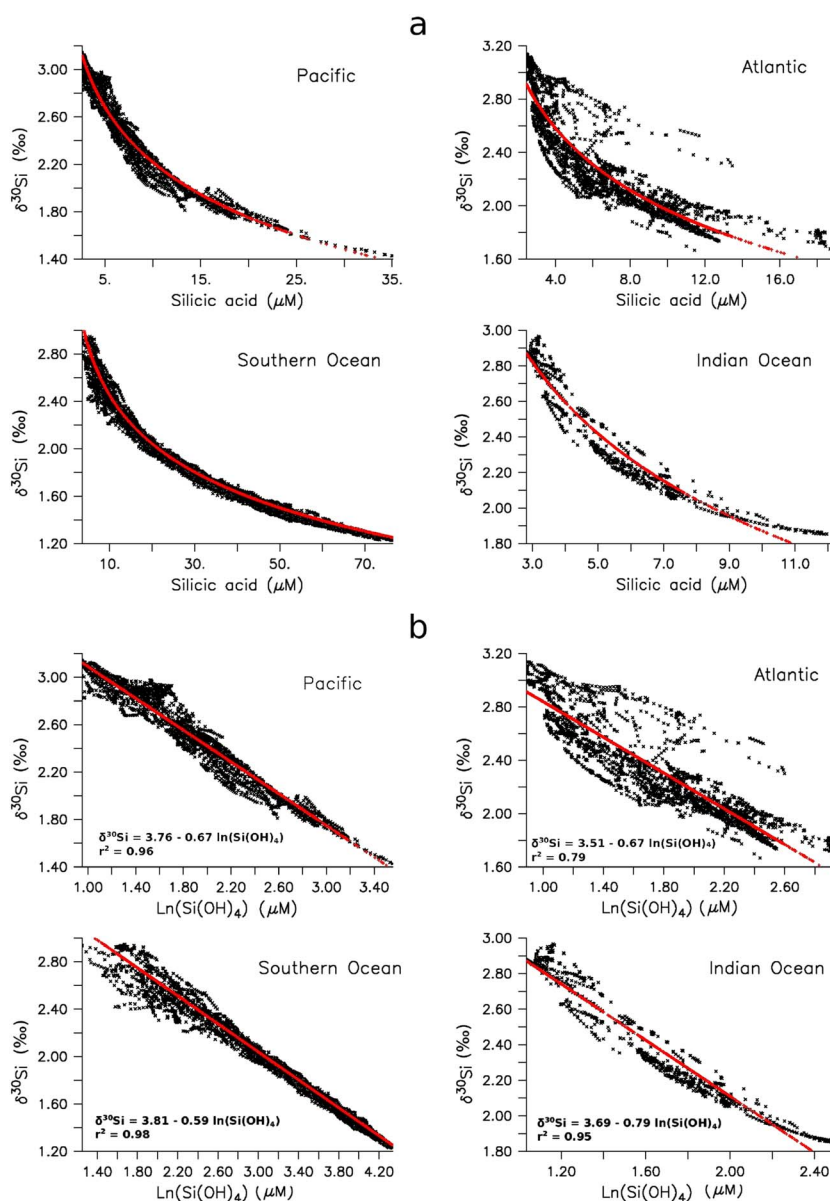 a
Pacific
δ³⁰Si (‰)
3.00
2.60
2.20
1.80
1.40
5.
15.
25.
35.
Silicic acid (μM)
Atlantic
δ³⁰Si (‰)
3.20
2.80
2.40
2.00
1.60
4.0
8.0
12.0
16.0
Silicic acid (μM)
Southern Ocean
δ³⁰Si (‰)
2.80
2.40
2.00
1.60
1.20
10.
30.
50.
70.
Silicic acid (μM)
Indian Ocean
δ³⁰Si (‰)
3.00
2.80
2.60
2.40
2.20
2.00
1.80
3.0
5.0
7.0
9.0
11.0
Silicic acid (μM)
b
Pacific
δ³⁰Si (‰)
3.00
2.60
2.20
1.80
1.40
δ³⁰Si = 3.76 - 0.67 ln(Si(OH)₄)
r² = 0.96
1.00
1.40
1.80
2.20
2.60
3.00
3.40
Ln(Si(OH)₄) (μM)
Atlantic
δ³⁰Si (‰)
3.20
2.80
2.40
2.00
1.60
δ³⁰Si = 3.51 - 0.67 ln(Si(OH)₄)
r² = 0.79
1.00
1.40
1.80
2.20
2.60
Ln(Si(OH)₄) (μM)
Southern Ocean
δ³⁰Si (‰)
2.80
2.40
2.00
1.60
1.20
δ³⁰Si = 3.81 - 0.59 ln(Si(OH)₄)
r² = 0.98
1.40
2.00
2.60
3.00
3.60
4.20
Ln(Si(OH)₄) (μM)
Indian Ocean
δ³⁰Si (‰)
3.00
2.80
2.60
2.40
2.20
2.00
1.80
δ³⁰Si = 3.69 - 0.79 ln(Si(OH)₄)
r² = 0.95
1.20
1.60
2.00
2.40
Ln(Si(OH)₄) (μM)